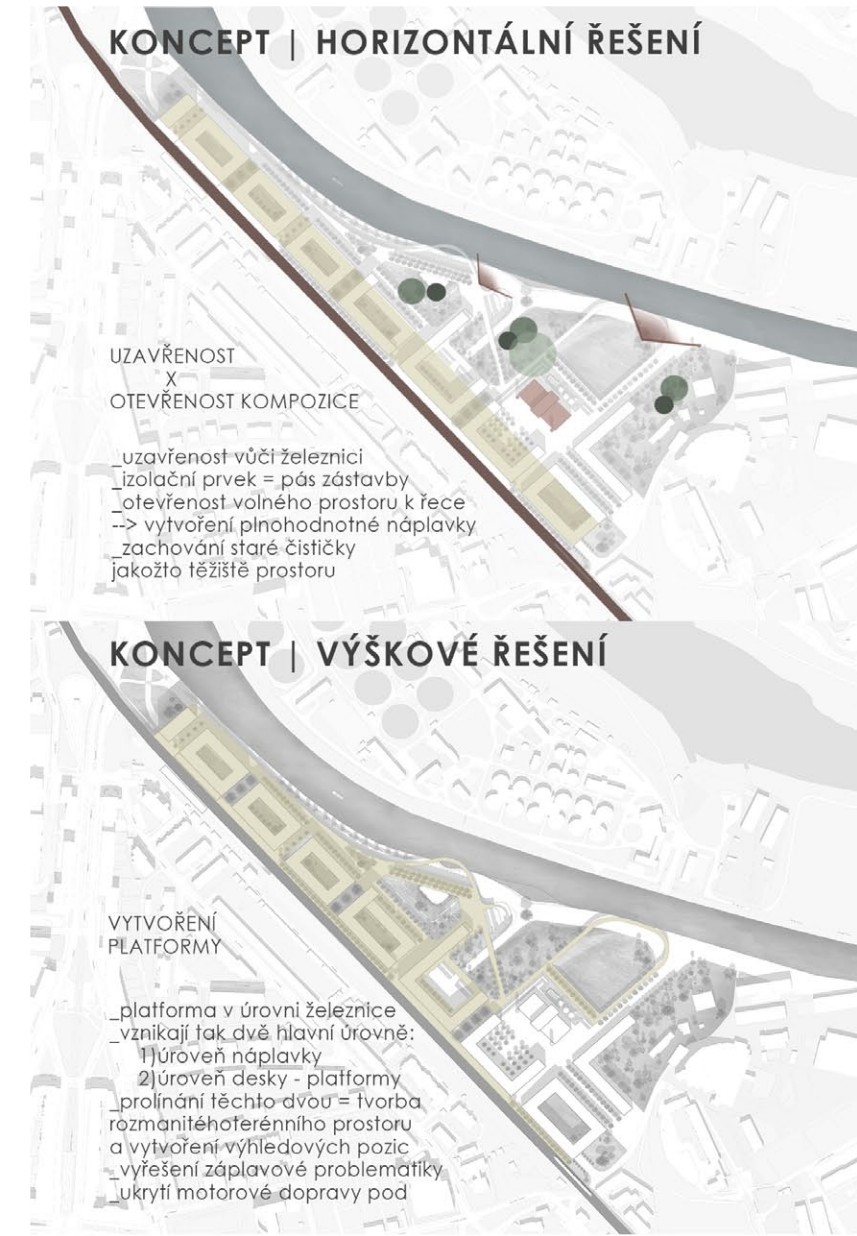 KONCEPT | HORIZONTÁLNÍ ŘEŠENÍ
UZAVŘENOST
X
OTEVŘENOST KOMPOZICE
_uzavřenost vůči železnici
_izolační prvek = pás zástavby
_otevřenost volného prostoru k řece
--> vytvoření plnohodnotné náplavky
_zachování staré čističky
jakožto těžiště prostoru
KONCEPT | VÝŠKOVÉ ŘEŠENÍ
VYTVOŘENÍ
PLATFORMY
_platforma v úrovni železnice
_vznikají tak dvě hlavní úrovně:
1)úroveň náplavky
2)úroveň desky - platformy
_prolínání těchto dvou = tvorba
rozmanitéhoterénního prostoru
a vytvoření výhledových pozic
_vyřešení záplavové problematiky
_ukrytí motorové dopravy pod